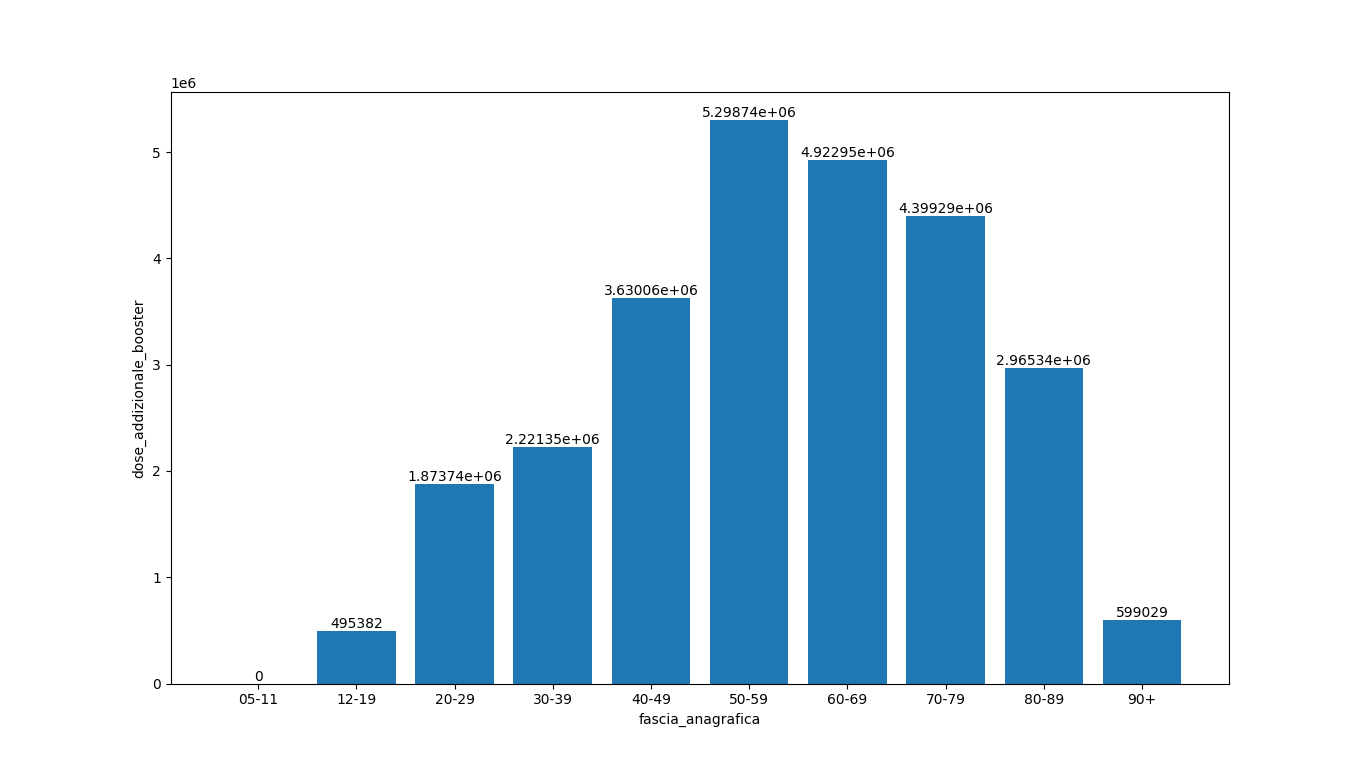 1e6
5.29874e+06
5
4.92295e+06
4.39929e+06
4
3.63006e+06
3
2.96534e+06
dose_addizionale_booster
2.22135e+06
2
1.87374e+06
1
599029
495382
0
0
05-11 12-19 20-29 30-39 40-49 50-59 60-69 70-79 80-89 90+
fascia_anagrafica